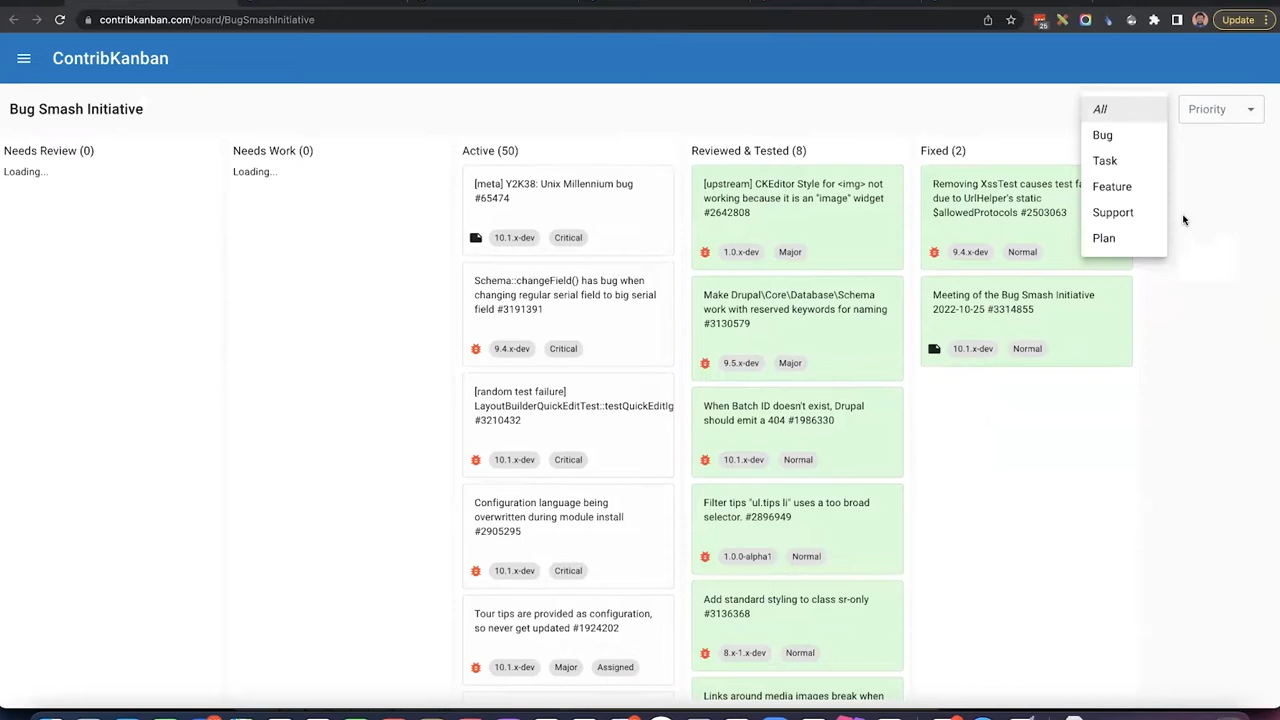 contribkanban.com/board/BugSmashInitiative
25
Update
ContribKanban
Bug Smash Initiative
All
Bug
Task
Feature
Support
Plan
Priority
Needs Review (0)
Loading...
Needs Work (0)
Loading...
Active (50)
[meta] Y2K38: Unix Millennium bug
#65474
10.1.x-dev
Critical
Schema::changeField() has bug when
changing regular serial field to big serial
field #3191391
9.4.x-dev
Critical
[random test failure]
LayoutBuilderQuickEditTest::testQuickEditIg
#3210432
10.1.x-dev
Critical
Configuration language being
overwritten during module install
#2905295
10.1.x-dev
Critical
Tour tips are provided as configuration,
so never get updated #1924202
10.1.x-dev
Major
Assigned
Reviewed & Tested (8)
[upstream] CKEditor Style for <img> not
working because it is an "image" widget
#2642808
1.0.x-dev
Major
Make Drupal\Core\Database\Schema
work with reserved keywords for naming
#3130579
9.5.x-dev
Major
When Batch ID doesn't exist, Drupal
should emit a 404 #1986330
10.1.x-dev
Normal
Filter tips "ul.tips li" uses a too broad
selector. #2896949
1.0.0-alpha1
Normal
Add standard styling to class sr-only
#3136368
8.x-1.x-dev
Normal
Links around media images break when
Fixed (2)
Removing XssTest causes test fa
due to UrlHelper's static
$allowedProtocols #2503063
9.4.x-dev
Normal
Meeting of the Bug Smash Initiative
2022-10-25 #3314855
10.1.x-dev
Normal